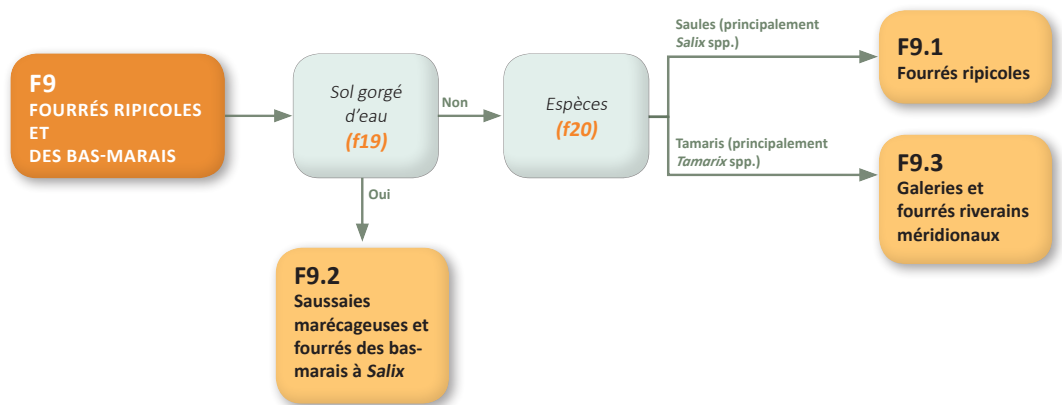 F9
FOURRÉS RIPICOLES
ET
DES BAS-MARAIS
Sol gorgé
d'eau
(f19)
Non
Oui
Espèces
(f20)
Saules (principalement
Salix spp.)
F9.1
Fourrés ripicoles
Tamaris (principalement
Tamarix spp.)
F9.3
Galeries et
fourrés riverains
méridionaux
F9.2
Saussaies
marécageuses et
fourrés des bas-
marais à Salix